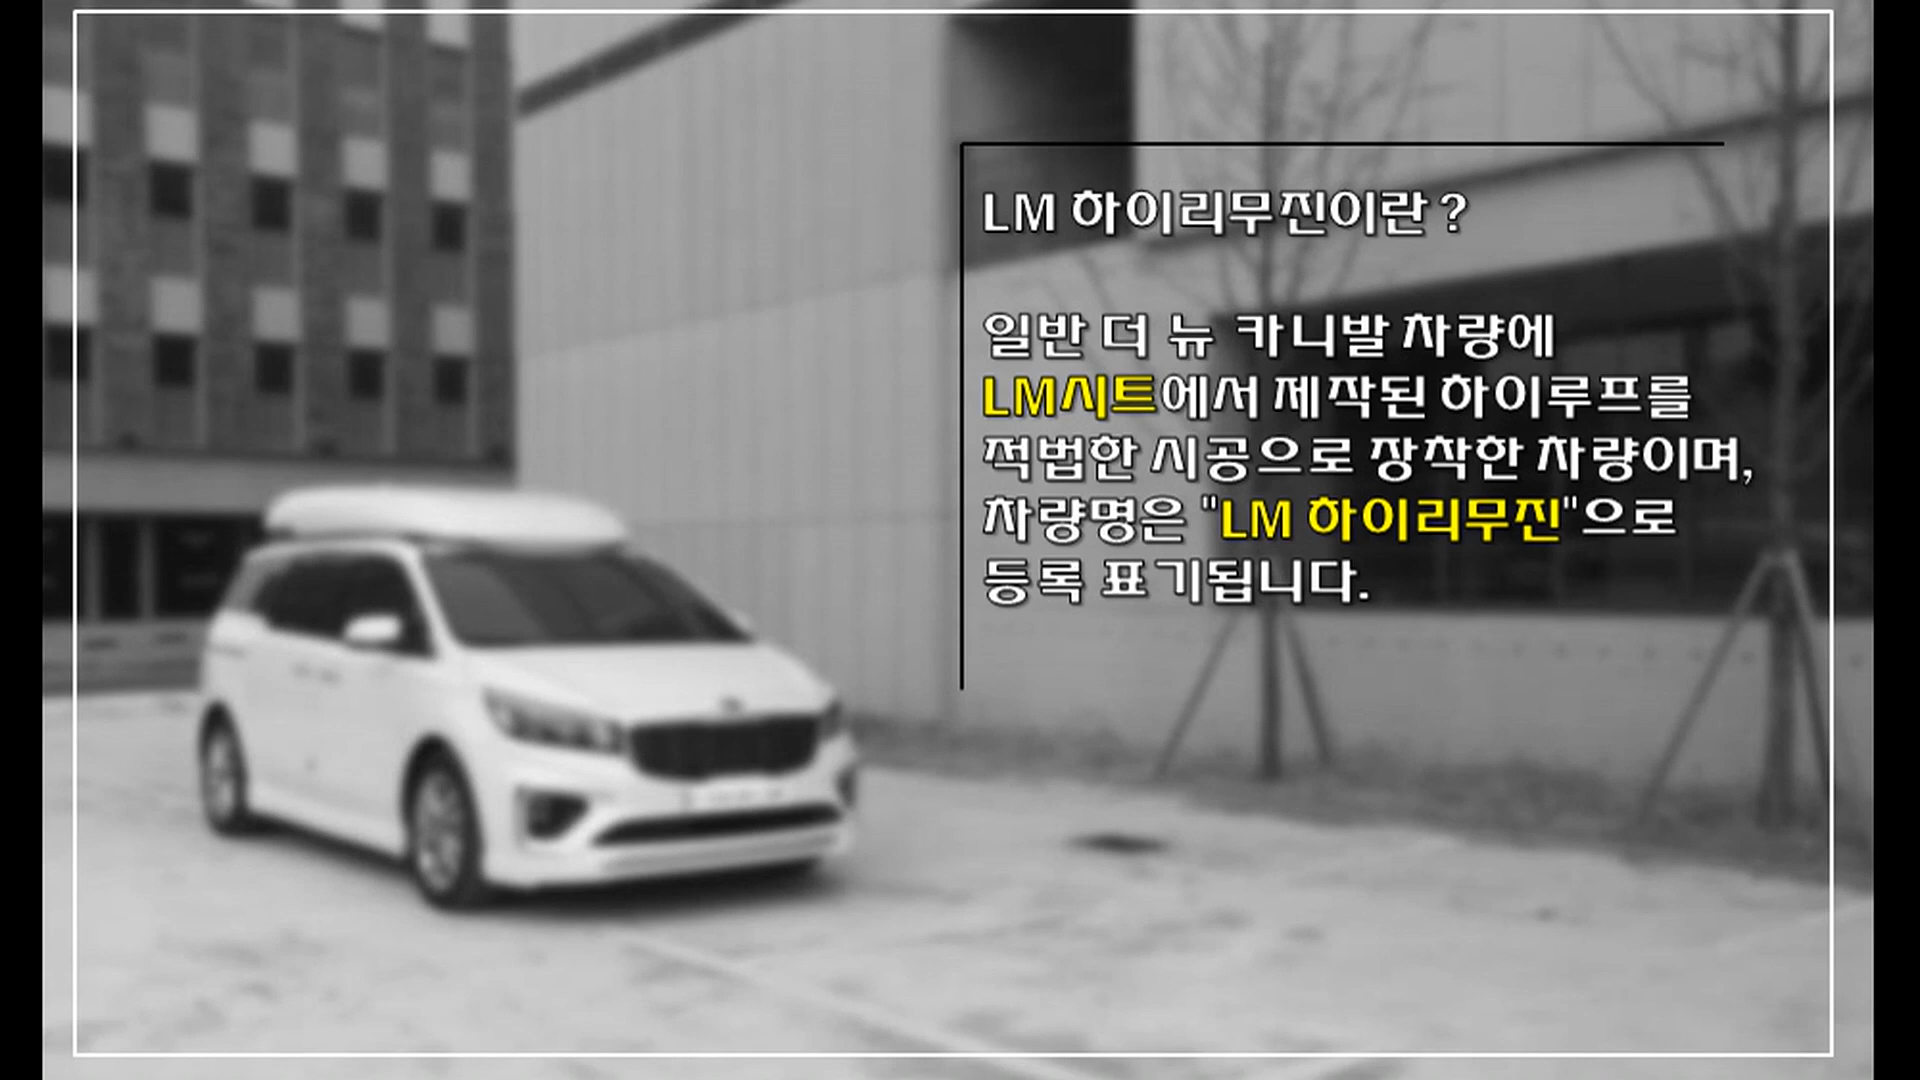 LM 하이리무진이란?
일반 더 뉴 카니발 차량에
LM시트에서 제작된 하이루프를
적법한 시공으로 장착한 차량이며,
차량명은 "LM 하이리무진"으로
등록 표기됩니다.